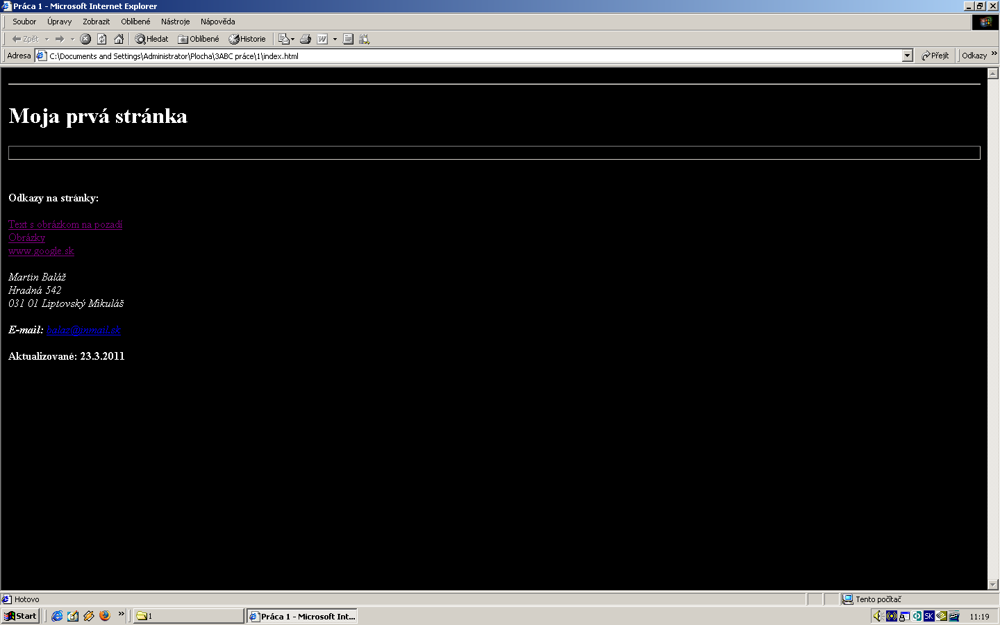 Práca 1 - Microsoft Internet Explorer
Soubor Úpravy Zobrazit Oblíbené Nástroje Nápověda
Zpět Hledat Oblíbené Historie
Adresa C:\Documents and Settings\Administrator\Plocha\3ABC práce\1\index.html Přejít Odkazy »
Moja prvá stránka
Odkazy na stránky:
Text s obrázkom na pozadí
Obrázky
www.google.sk
Martin Baláž
Hradná 542
031 01 Liptovský Mikuláš
E-mail: balaz@inmail.sk
Aktualizované: 23.3.2011
Hotovo Tento počítač
Start » 1 Práca 1 - Microsoft Int... SK 11:19